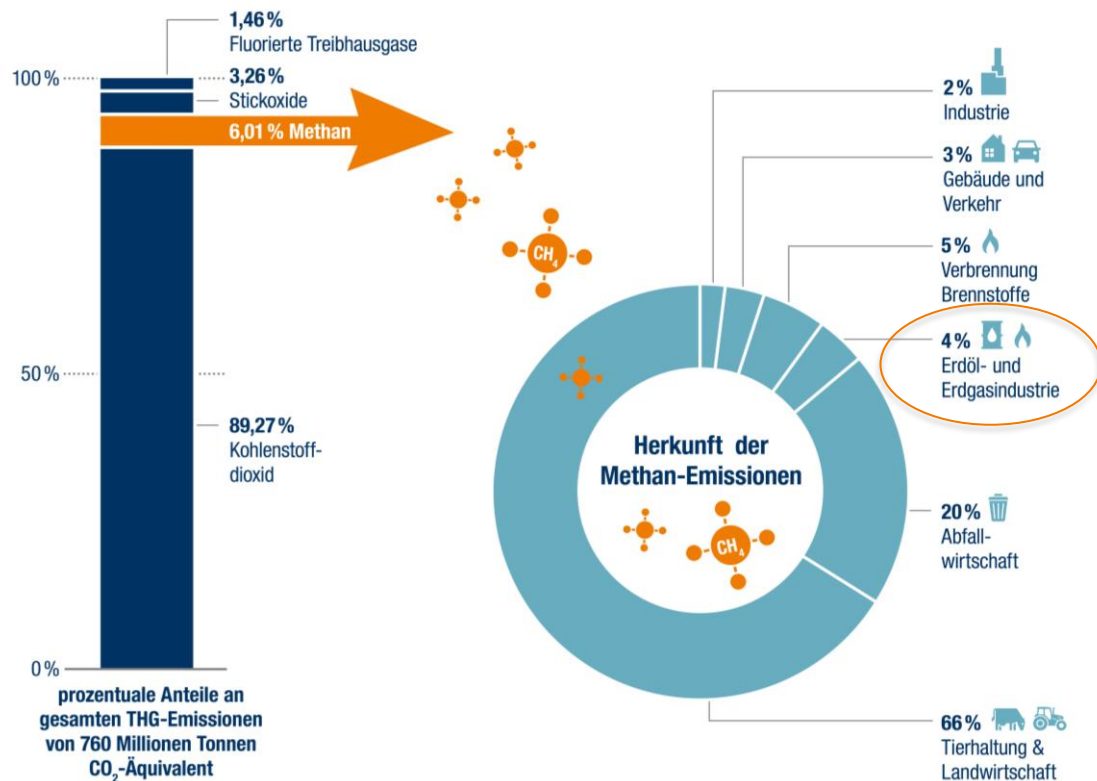 1,46 %
Fluorierte Treibhausgase
100 %
3,26 %
Stickoxide
6,01 % Methan
50 %
89,27 %
Kohlenstoff-
dioxid
0 %
prozentuale Anteile an
gesamten THG-Emissionen
von 760 Millionen Tonnen
CO₂-Äquivalent
CH₄
2 %
Industrie
3 %
Gebäude und
Verkehr
5 %
Verbrennung
Brennstoffe
4 %
Erdöl- und
Erdgasindustrie
Herkunft der
Methan-Emissionen
CH₄
20 %
Abfall-
wirtschaft
66 %
Tierhaltung &
Landwirtschaft